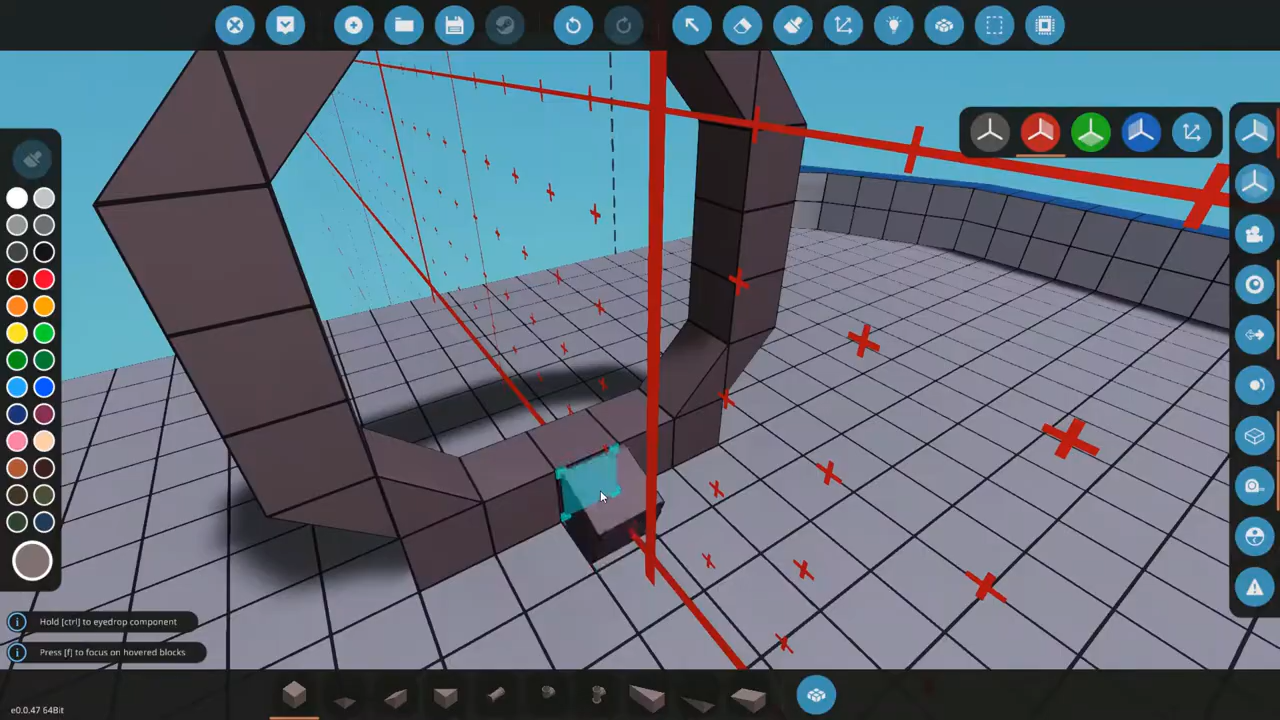 Hold [ctrl] to eyedrop component
Press [f] to focus on hovered blocks
e0.0.47 64Bit